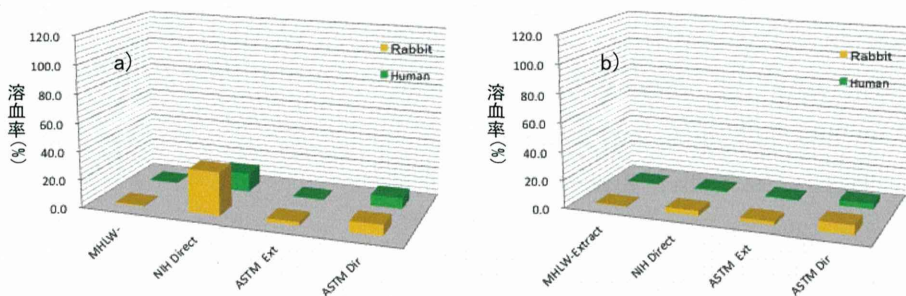 a)
溶血率(%)
120.0
100.0
80.0
60.0
40.0
20.0
0.0
Rabbit
Human
MHLW-
NIH Direct
ASTM Ext
ASTM Dir
b)
溶血率(%)
120.0
100.0
80.0
60.0
40.0
20.0
0.0
Rabbit
Human
MHLW-Extract
NIH Direct
ASTM Ext
ASTM Dir